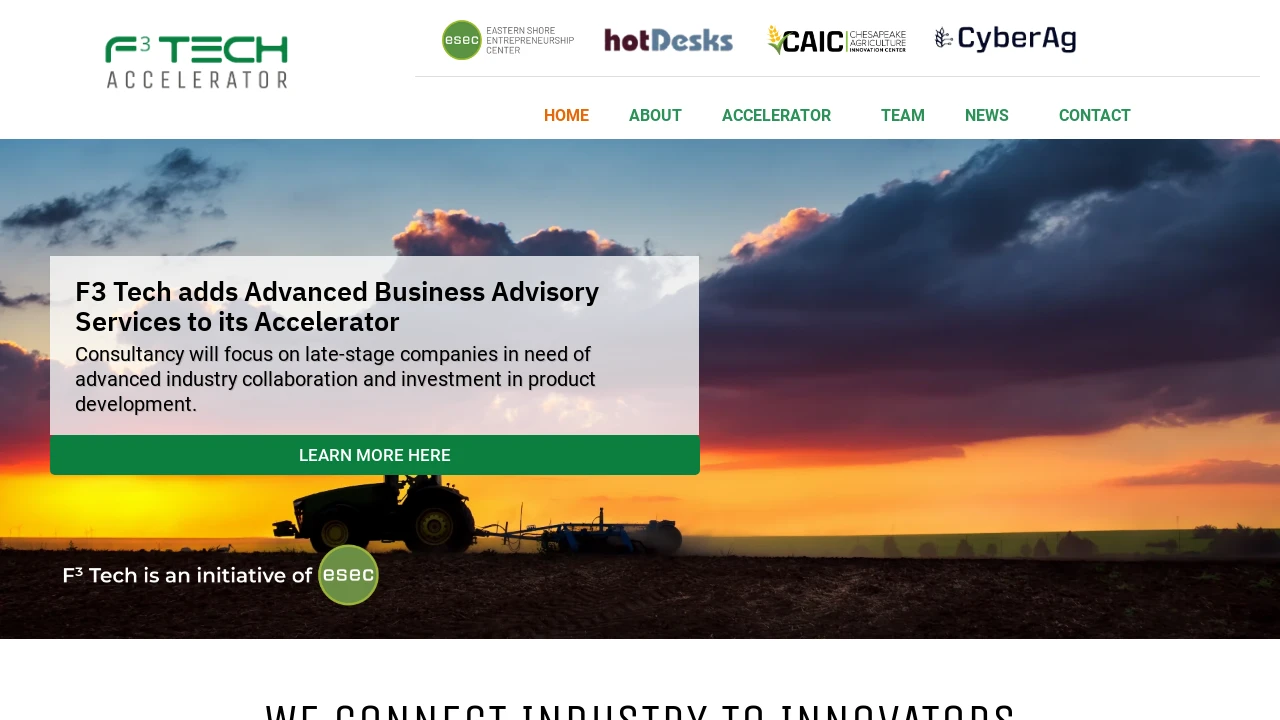 F³ TECH
ACCELERATOR
esec
EASTERN SHORE
ENTREPRENEURSHIP
CENTER
hotDesks
CAIC
CHESAPEAKE
AGRICULTURE
INNOVATION CENTER
CyberAg
HOME
ABOUT
ACCELERATOR
TEAM
NEWS
CONTACT
F3 Tech adds Advanced Business Advisory
Services to its Accelerator
Consultancy will focus on late-stage companies in need of
advanced industry collaboration and investment in product
development.
LEARN MORE HERE
F³ Tech is an initiative of esec
WE CONNECT INDUSTRY TO INNOVATORS